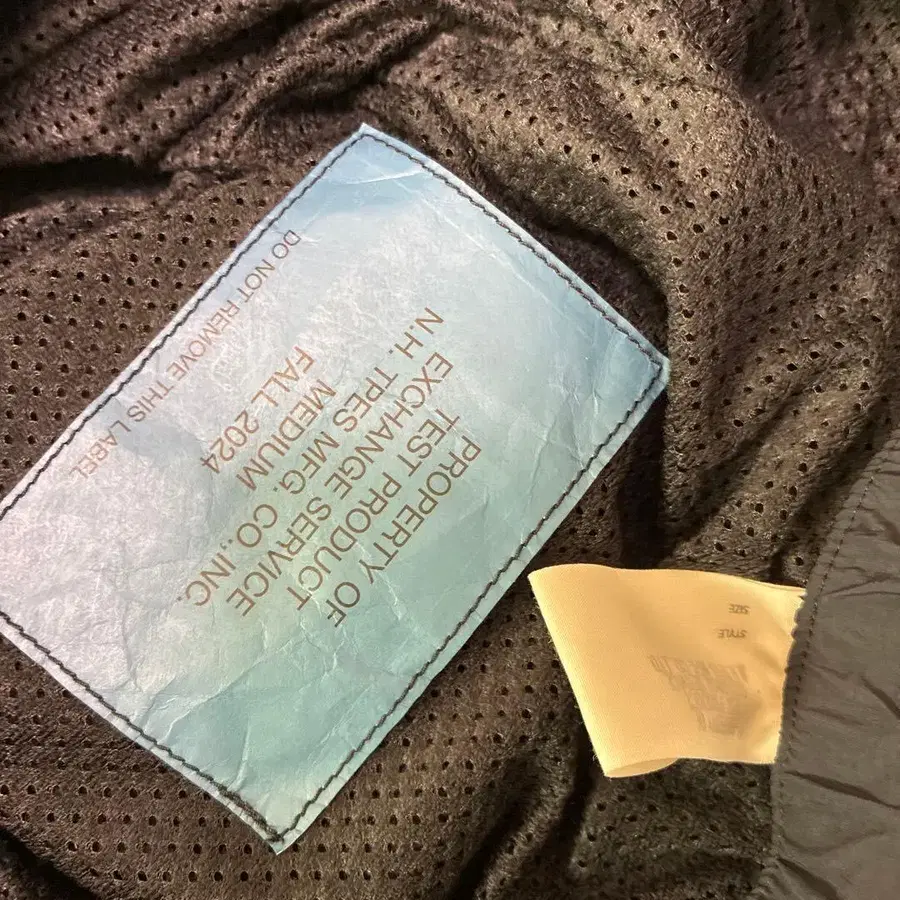 PROPERTY OF
TEST PRODUCT
EXCHANGE SERVICE
N.H. TPES MFG. CO.,INC.
MEDIUM
FALL 2024
DO NOT REMOVE THIS LABEL
STYLE
SIZE